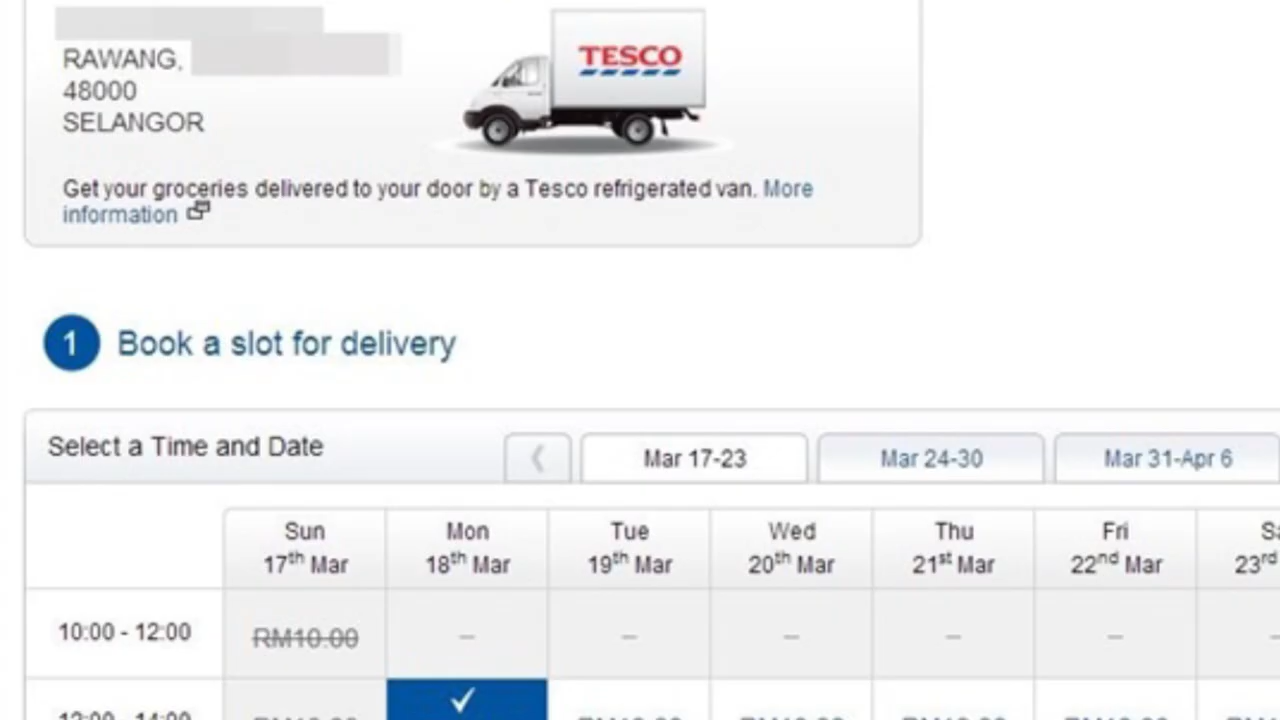 RAWANG,
48000
SELANGOR
TESCO
Get your groceries delivered to your door by a Tesco refrigerated van. More
information
1 Book a slot for delivery
Select a Time and Date
Mar 17-23 Mar 24-30 Mar 31-Apr 6
Sun Mon Tue Wed Thu Fri
17th Mar 18th Mar 19th Mar 20th Mar 21st Mar 22nd Mar 23rd
10:00 - 12:00 RM10.00 – – – – – –